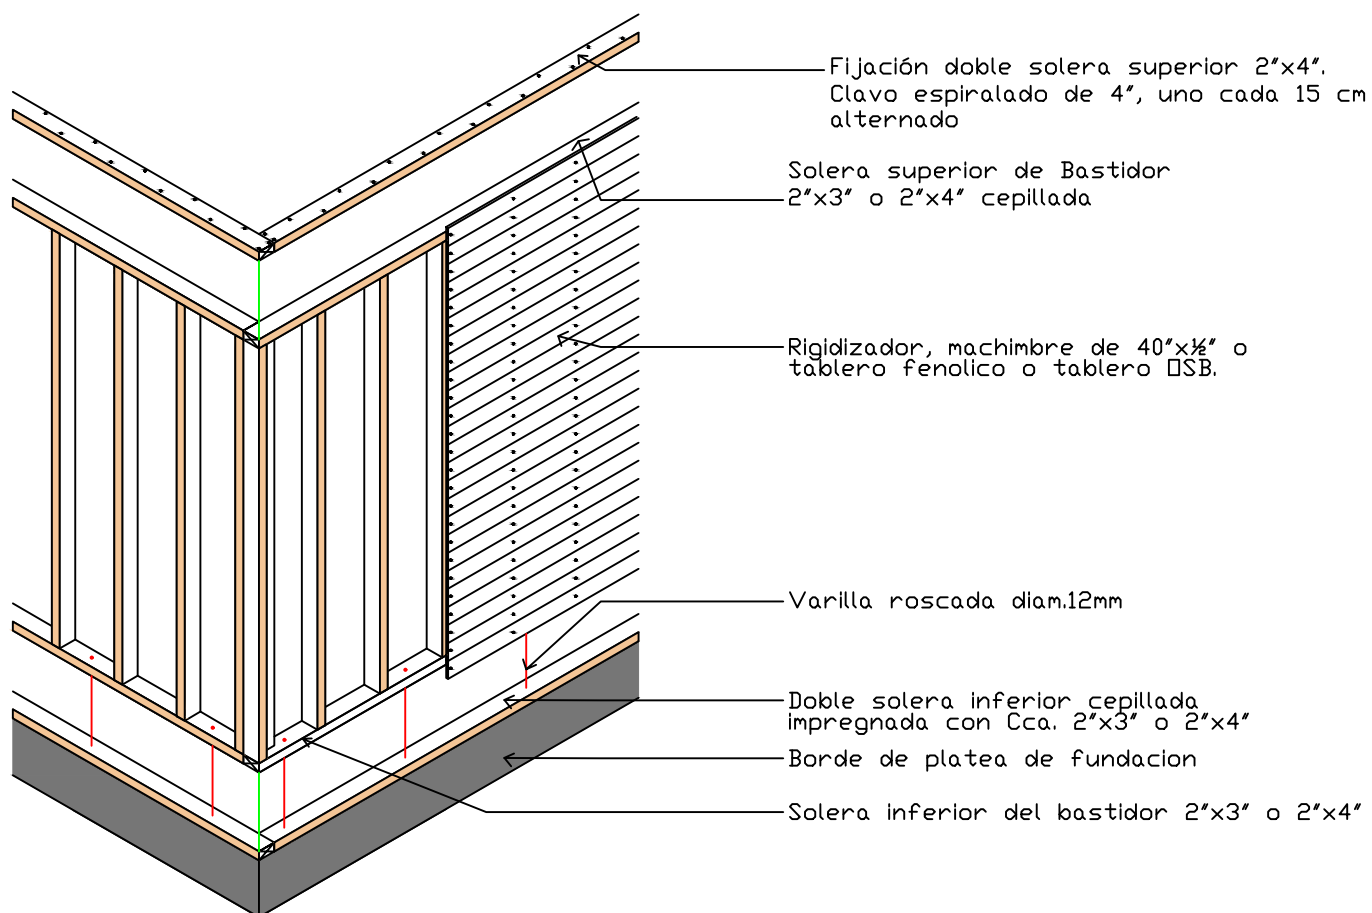 Fijación doble solera superior 2"x4".
Clavo espiralado de 4", uno cada 15 cm
alternado
Solera superior de Bastidor
2"x3" o 2"x4" cepillada
Rigidizador, machimbre de 40"x½" o
tablero fenolico o tablero OSB.
Varilla roscada diam.12mm
Doble solera inferior cepillada
impregnada con Cca. 2"x3" o 2"x4"
Borde de platea de fundacion
Solera inferior del bastidor 2"x3" o 2"x4"